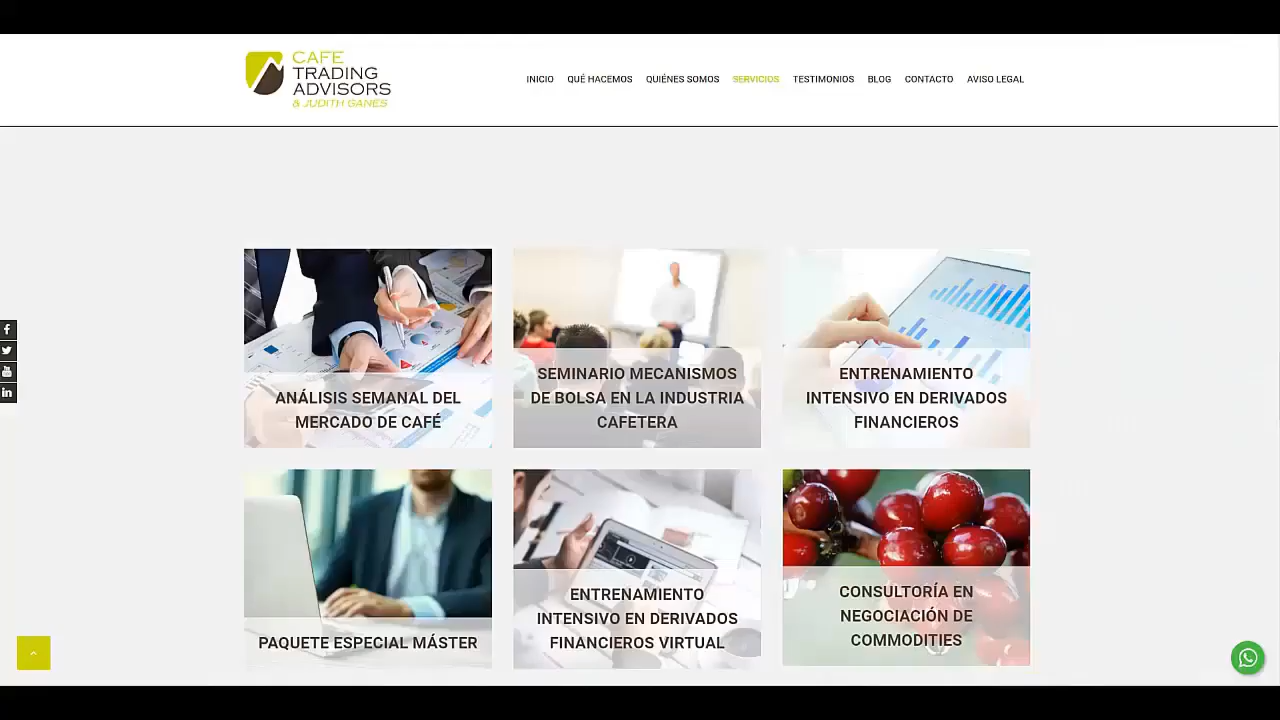 CAFE
TRADING
ADVISORS
& JUDITH GANES
INICIO QUÉ HACEMOS QUIÉNES SOMOS SERVICIOS TESTIMONIOS BLOG CONTACTO AVISO LEGAL
ANÁLISIS SEMANAL DEL
MERCADO DE CAFÉ
SEMINARIO MECANISMOS
DE BOLSA EN LA INDUSTRIA
CAFETERA
ENTRENAMIENTO
INTENSIVO EN DERIVADOS
FINANCIEROS
PAQUETE ESPECIAL MÁSTER
ENTRENAMIENTO
INTENSIVO EN DERIVADOS
FINANCIEROS VIRTUAL
CONSULTORÍA EN
NEGOCIACIÓN DE
COMMODITIES